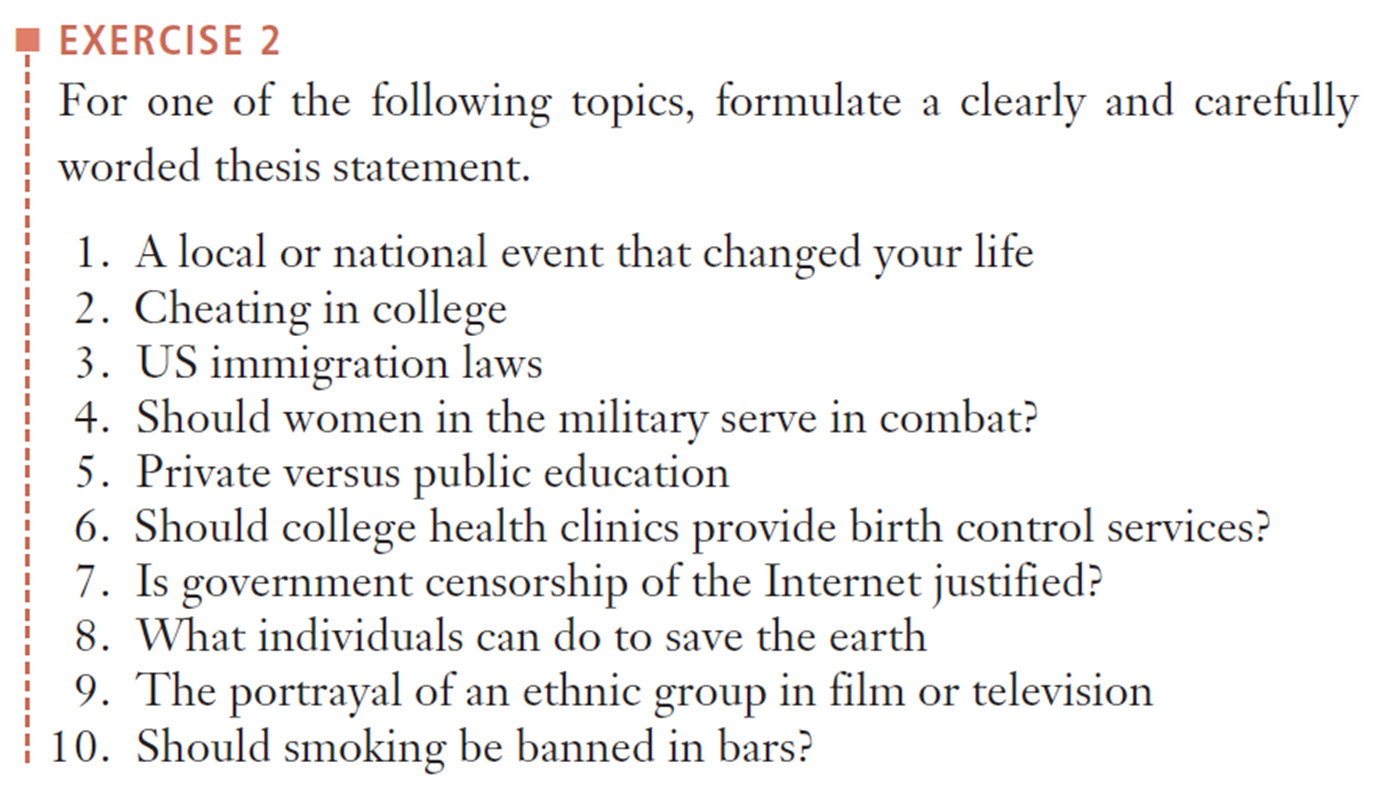 EXERCISE 2
For one of the following topics, formulate a clearly and carefully
worded thesis statement.
1. A local or national event that changed your life
2. Cheating in college
3. US immigration laws
4. Should women in the military serve in combat?
5. Private versus public education
6. Should college health clinics provide birth control services?
7. Is government censorship of the Internet justified?
8. What individuals can do to save the earth
9. The portrayal of an ethnic group in film or television
10. Should smoking be banned in bars?